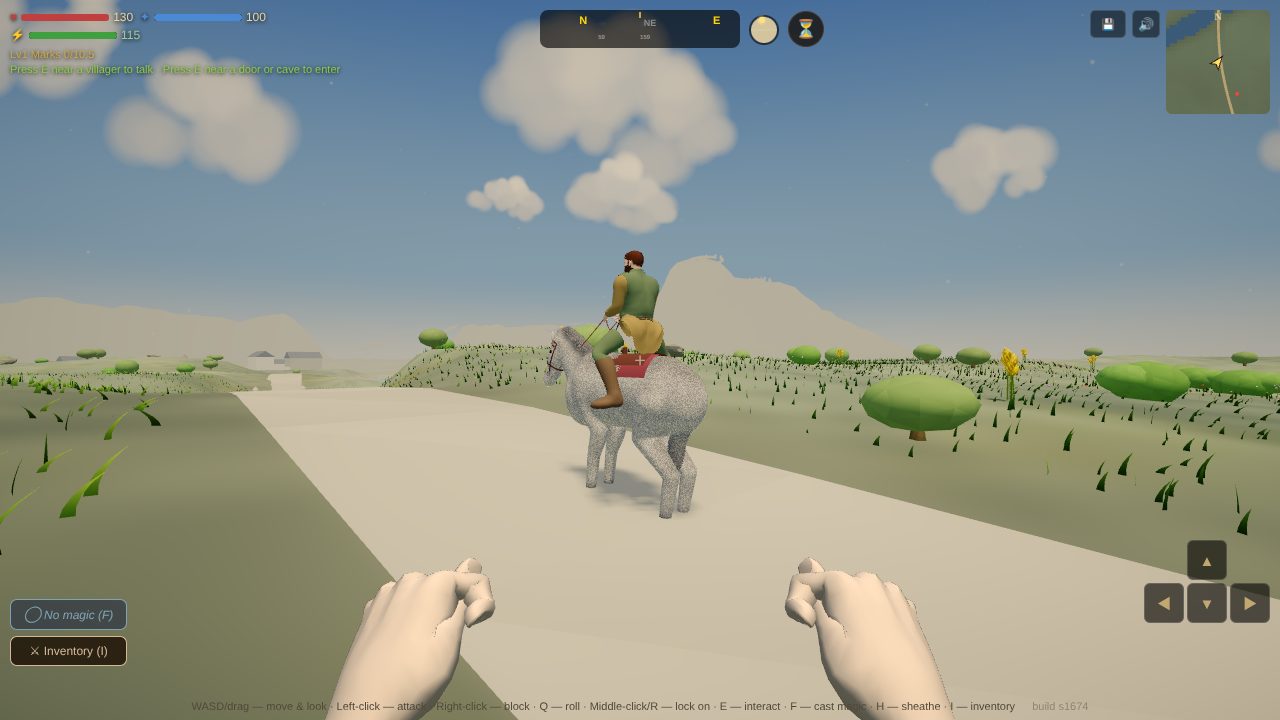 130
100
115
N
NE
E
59
159
N
Lv1 Marks 0/10.5
Press E near a villager to talk · Press E near a door or cave to enter
No magic (F)
Inventory (I)
WASD/drag — move & look · Left-click — attack · Right-click — block · Q — roll · Middle-click/R — lock on · E — interact · F — cast magic · H — sheathe · I — inventory
build s1674